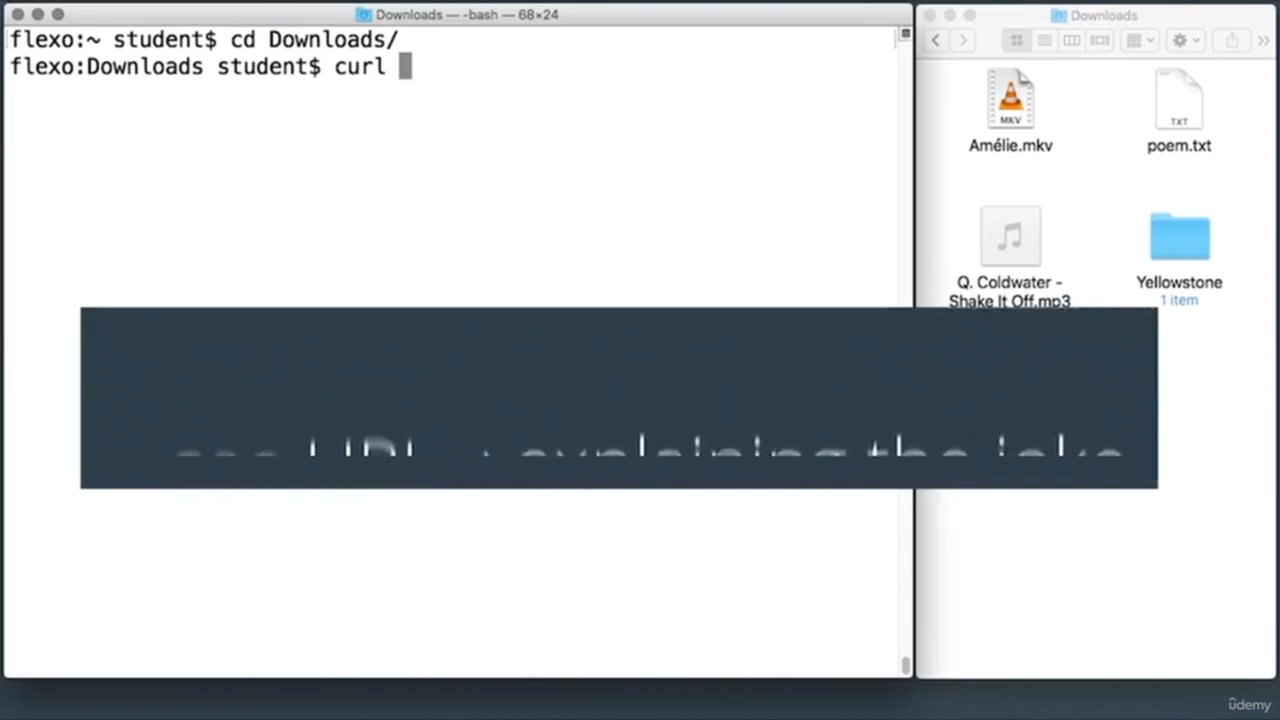 Downloads — -bash — 68×24
flexo:~ student$ cd Downloads/
flexo:Downloads student$ curl
Downloads
MKV
Amélie.mkv
TXT
poem.txt
Q. Coldwater -
Shake It Off.mp3
Yellowstone
1 item
ûdemy